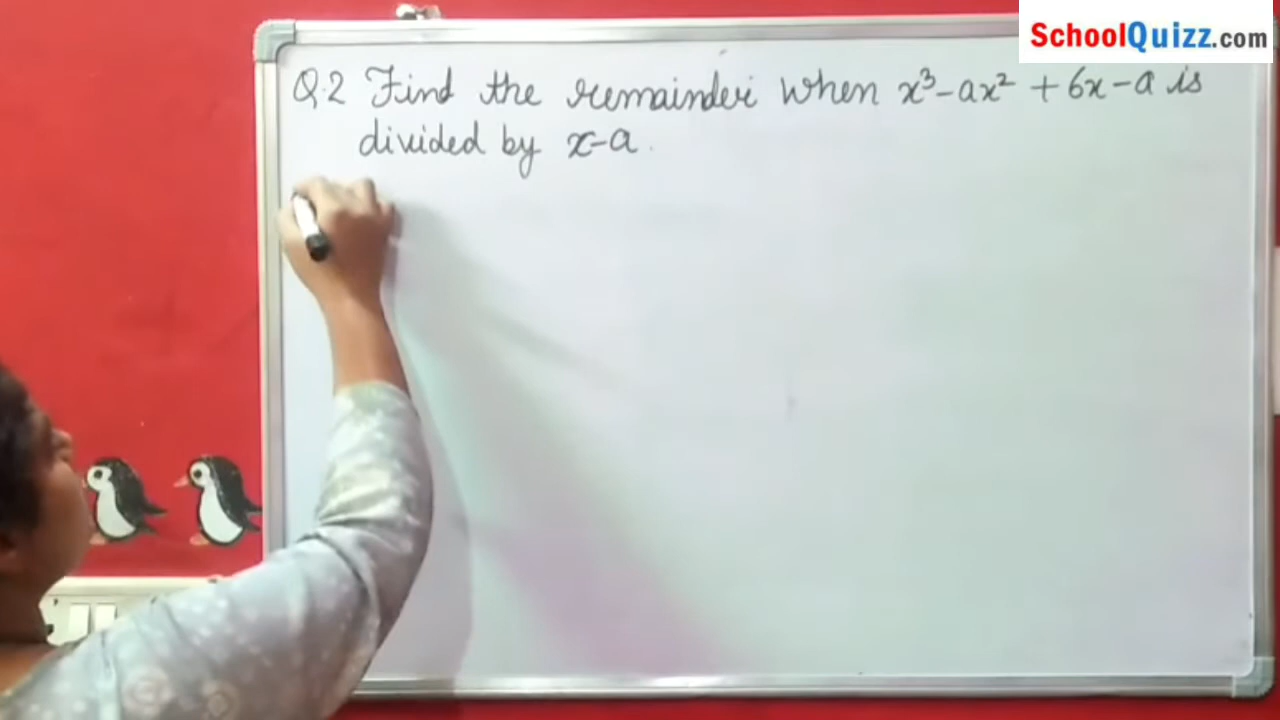 SchoolQuizz.com
Q.2 Find the remainder when x³-ax² +6x-a is
divided by x-a.